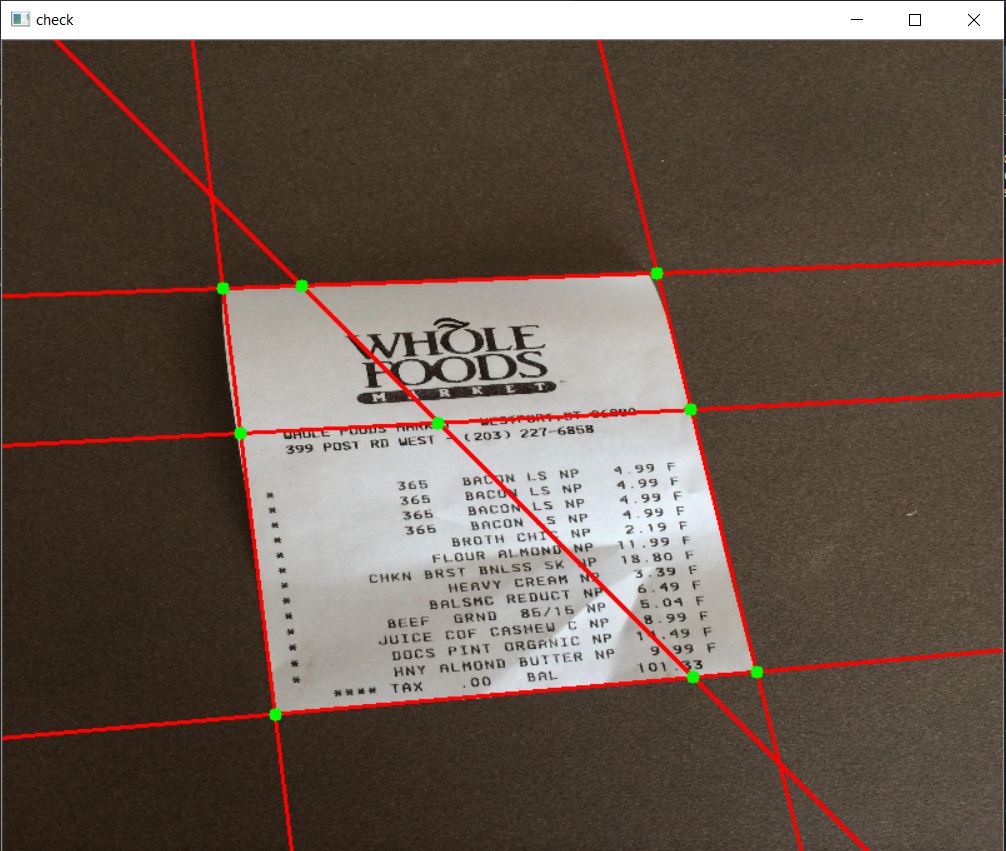 check
WHOLE
FOODS
MARKET
WHOLE FOODS MARKET WESTPORT,CT 06880
399 POST RD WEST - (203) 227-6858
* 365 BACON LS NP 4.99 F
* 365 BACON LS NP 4.99 F
* 365 BACON LS NP 4.99 F
* 365 BACON LS NP 4.99 F
* BROTH CHIC NP 2.19 F
* FLOUR ALMOND NP 11.99 F
* CHKN BRST BNLSS SK NP 18.80 F
* HEAVY CREAM NP 3.39 F
* BALSMC REDUCT NP 6.49 F
* BEEF GRND 85/15 NP 5.04 F
* JUICE COF CASHEW C NP 8.99 F
* DOCS PINT ORGANIC NP 14.49 F
* HNY ALMOND BUTTER NP 9.99 F
**** TAX .00 BAL 101.33